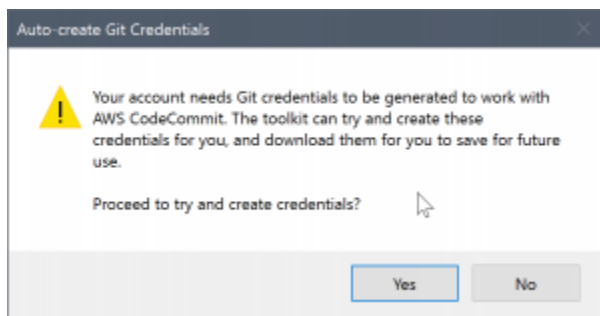 Auto-create Git Credentials
Your account needs Git credentials to be generated to work with
AWS CodeCommit. The toolkit can try and create these
credentials for you, and download them for you to save for future
use.
Proceed to try and create credentials?
Yes
No